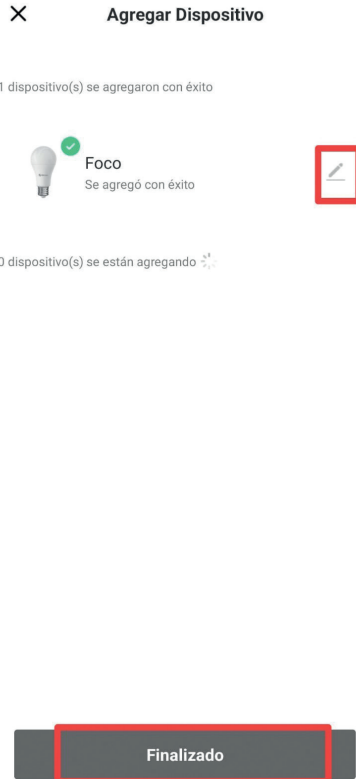 Agregar Dispositivo
1 dispositivo(s) se agregaron con éxito
Foco
Se agregó con éxito
0 dispositivo(s) se están agregando
Finalizado